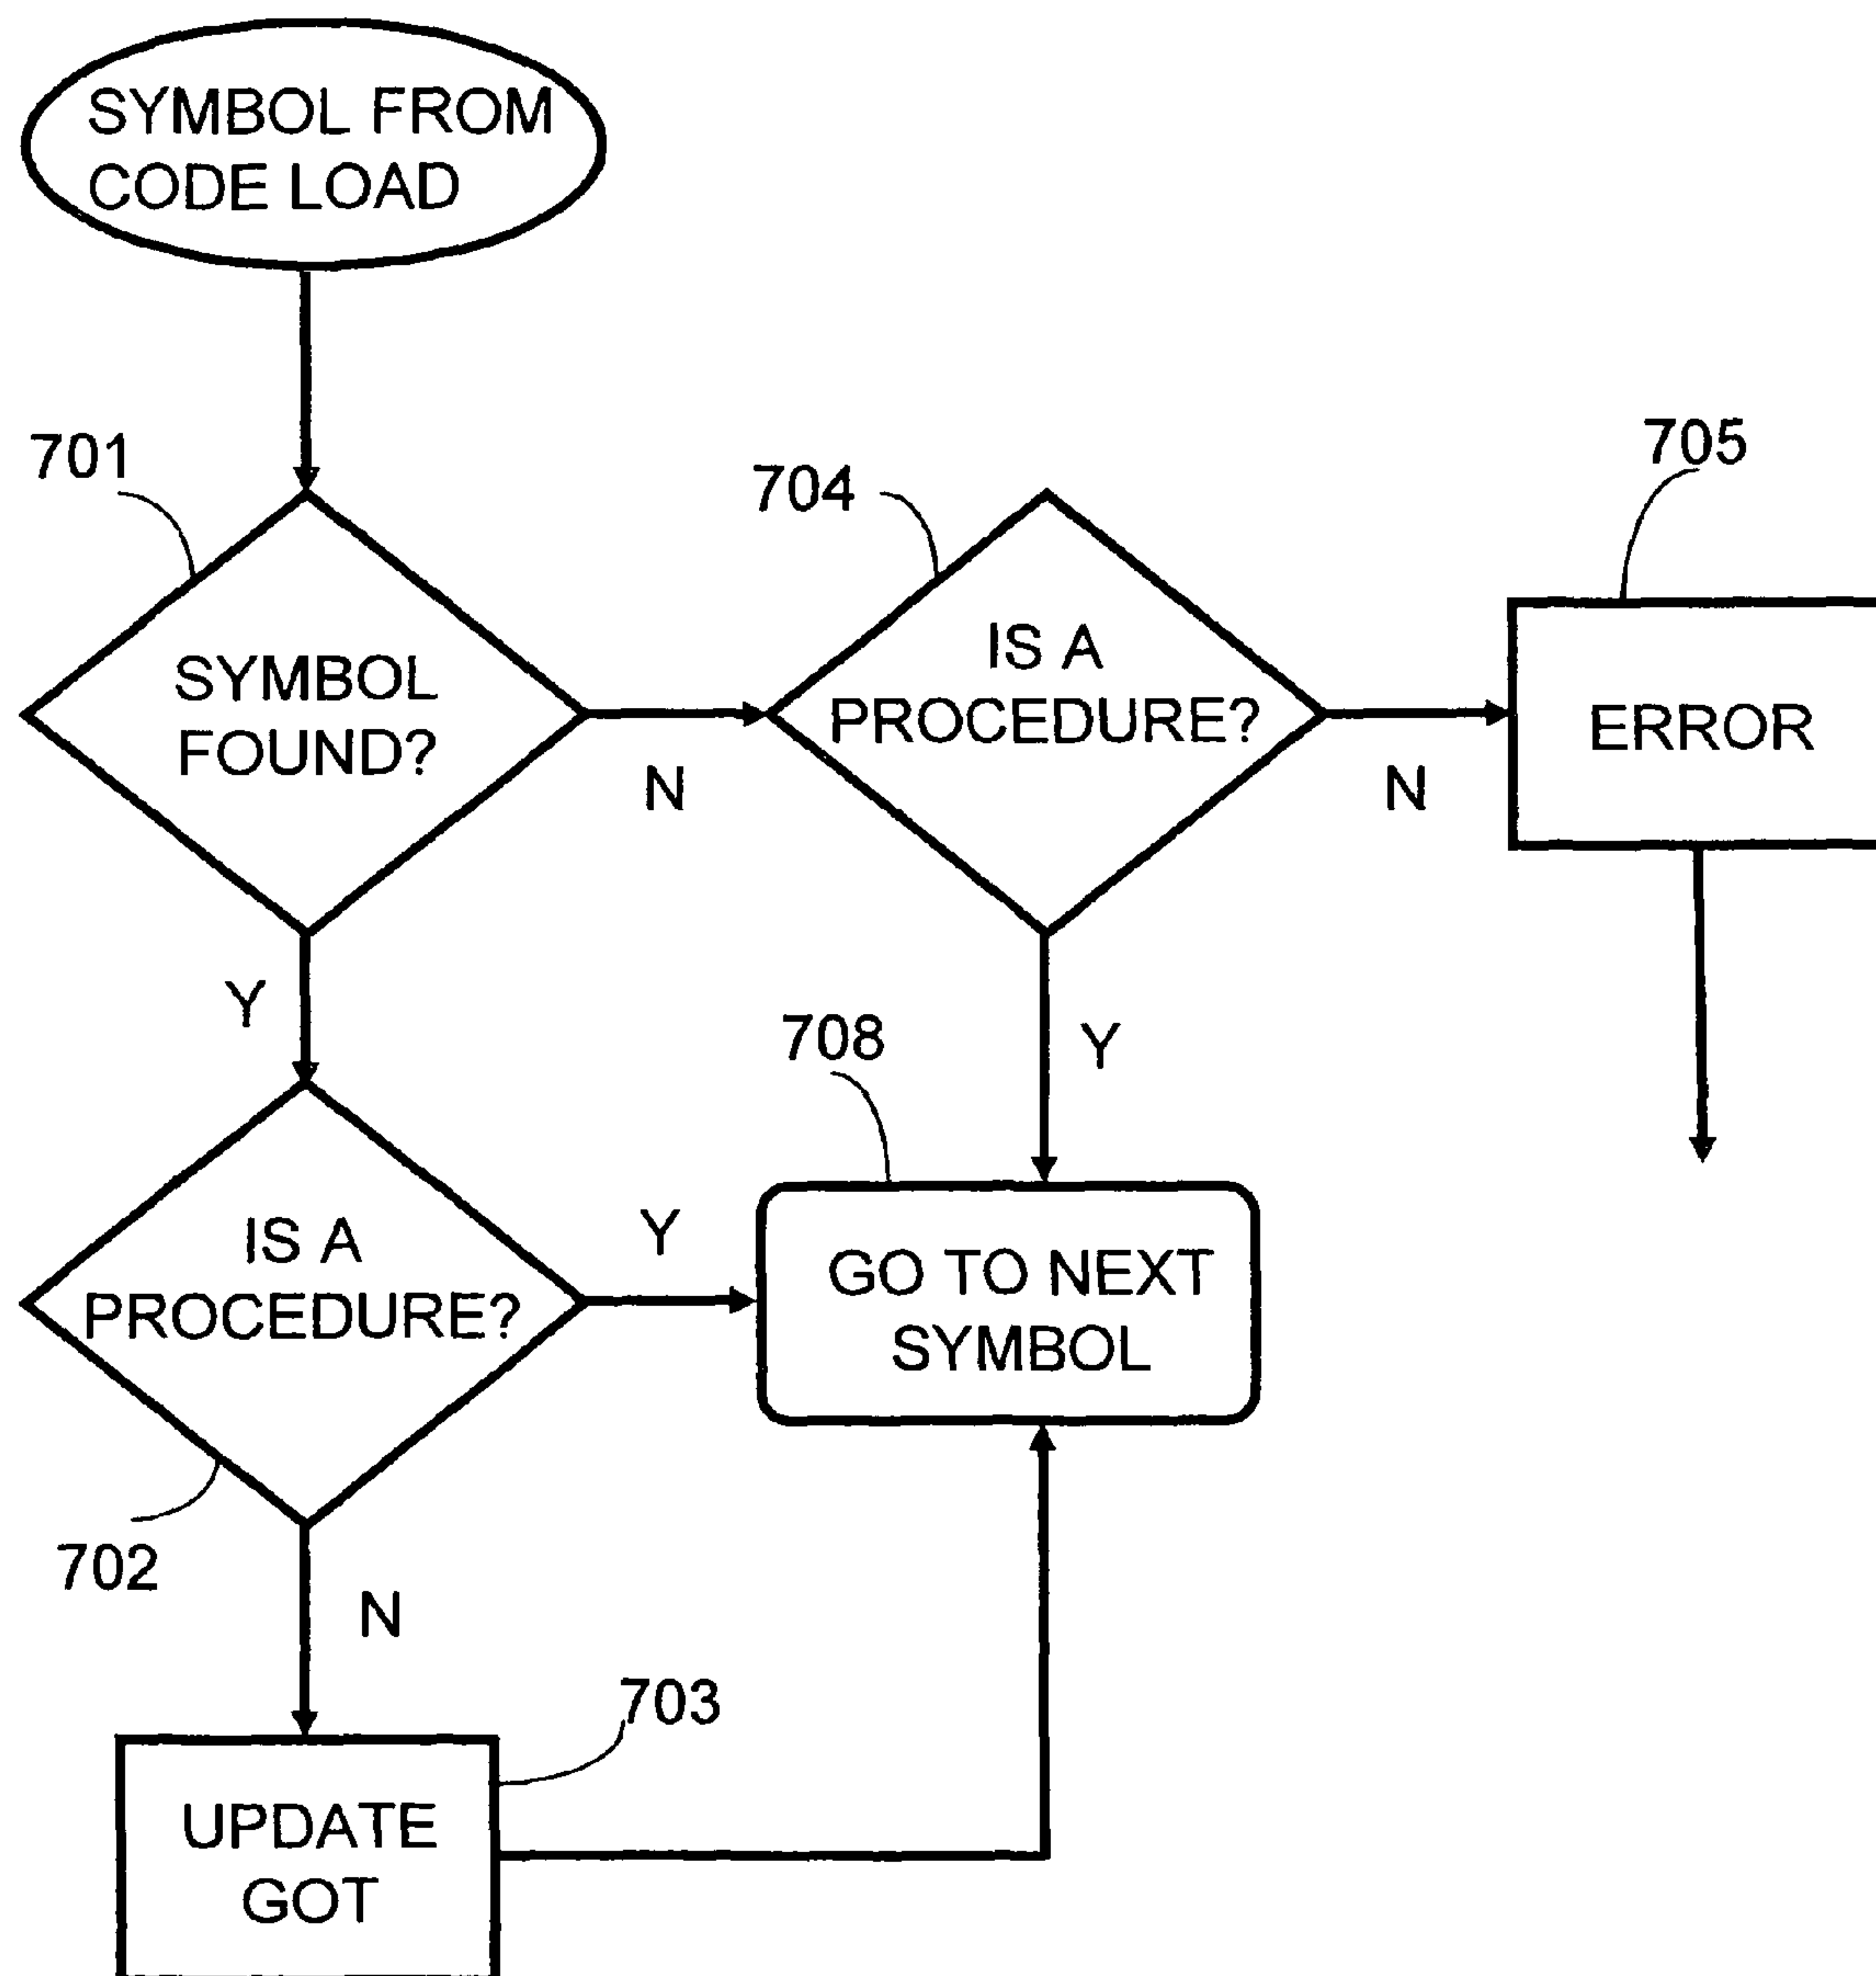 SYMBOL FROM
CODE LOAD
701
704
705
SYMBOL
FOUND?
N
IS A
PROCEDURE?
N
ERROR
Y
708
Y
IS A
PROCEDURE?
Y
GO TO NEXT
SYMBOL
702
N
703
UPDATE
GOT